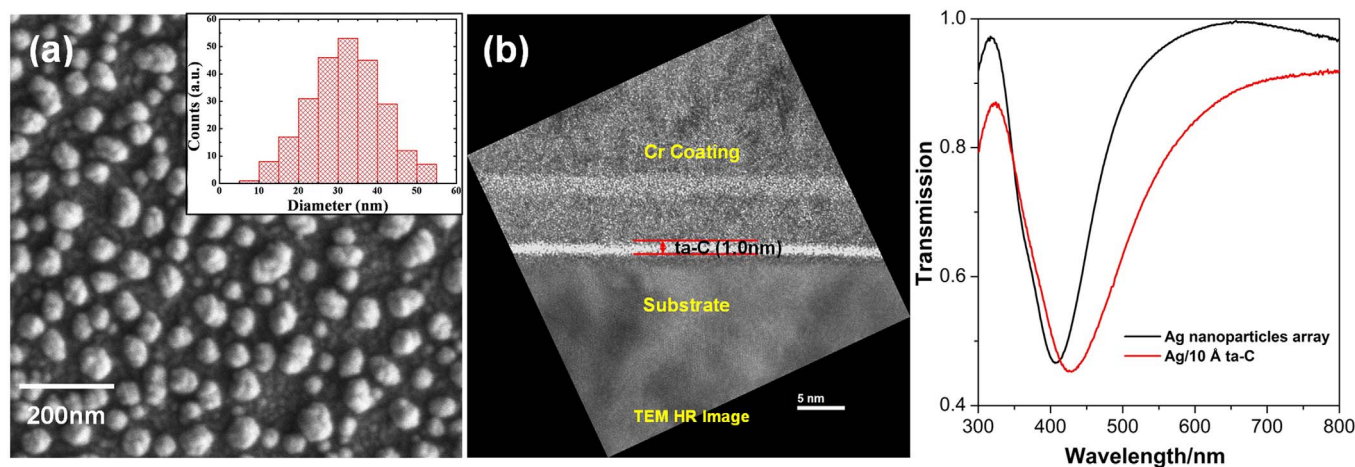 (a)
60
50
40
30
20
10
0
Counts (a.u.)
0 10 20 30 40 50 60
Diameter (nm)
200nm
(b)
Cr Coating
ta-C (1.0nm)
Substrate
5 nm
TEM HR Image
1.0
0.8
0.6
0.4
Transmission
Ag nanoparticles array
Ag/10 Å ta-C
300 400 500 600 700 800
Wavelength/nm